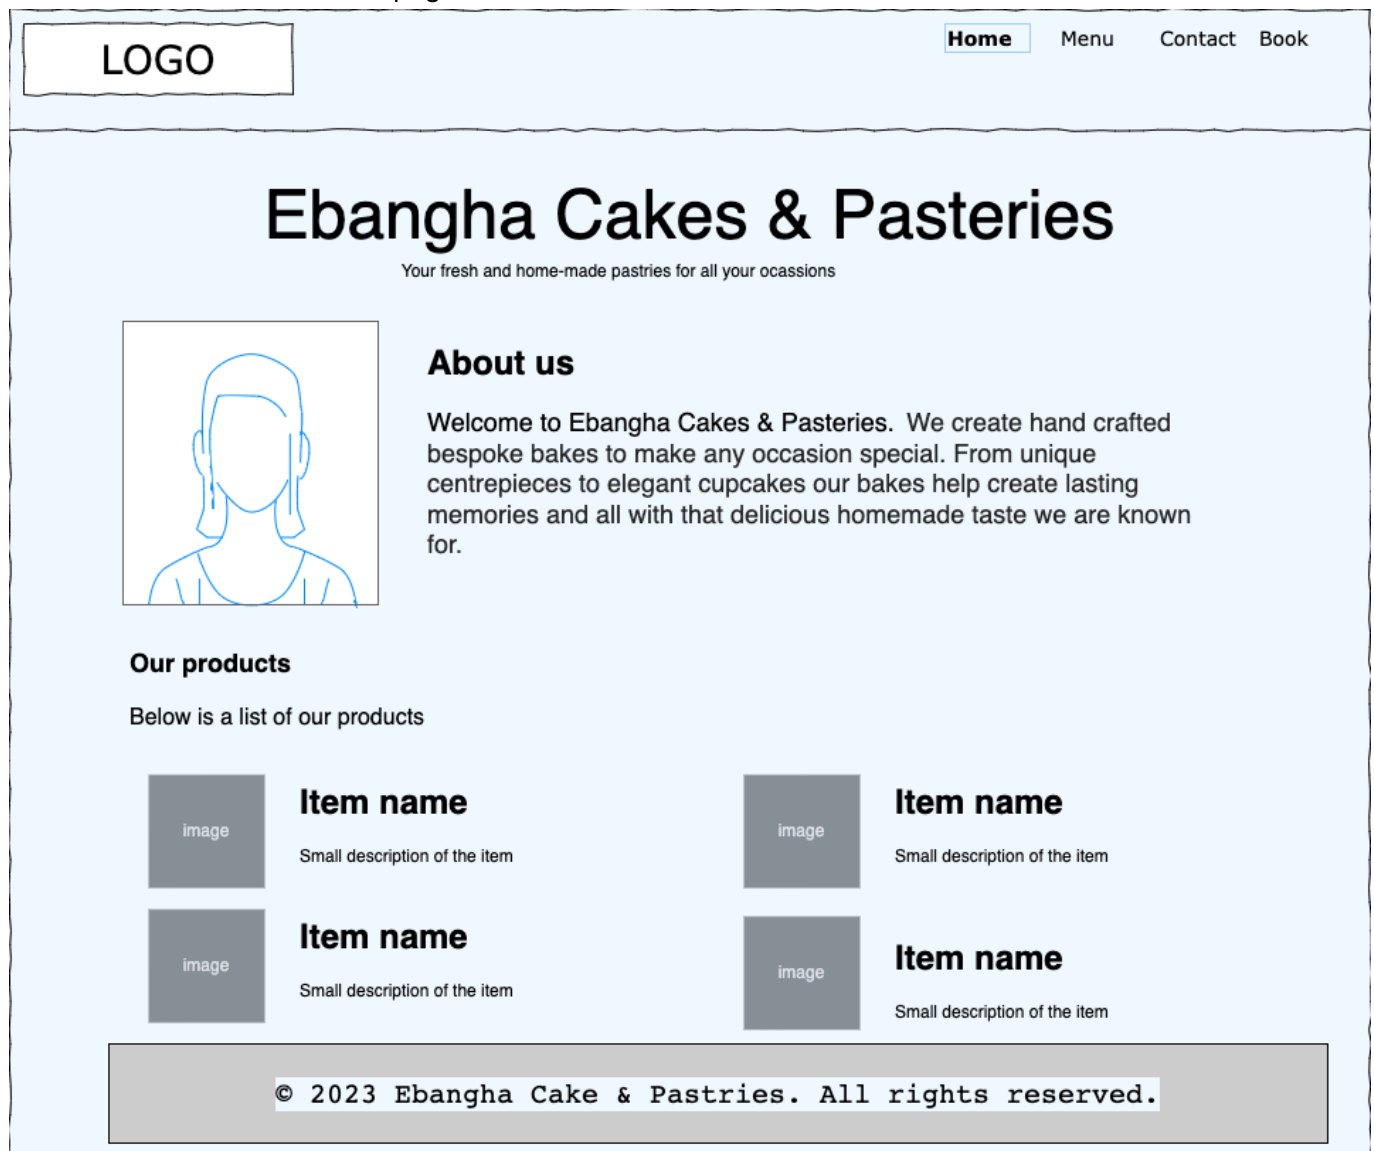 LOGO
Home Menu Contact Book
Ebangha Cakes & Pasteries
Your fresh and home-made pastries for all your ocassions
About us
Welcome to Ebangha Cakes & Pasteries. We create hand crafted
bespoke bakes to make any occasion special. From unique
centrepieces to elegant cupcakes our bakes help create lasting
memories and all with that delicious homemade taste we are known
for.
Our products
Below is a list of our products
image
Item name
Small description of the item
image
Item name
Small description of the item
image
Item name
Small description of the item
image
Item name
Small description of the item
© 2023 Ebangha Cake & Pastries. All rights reserved.